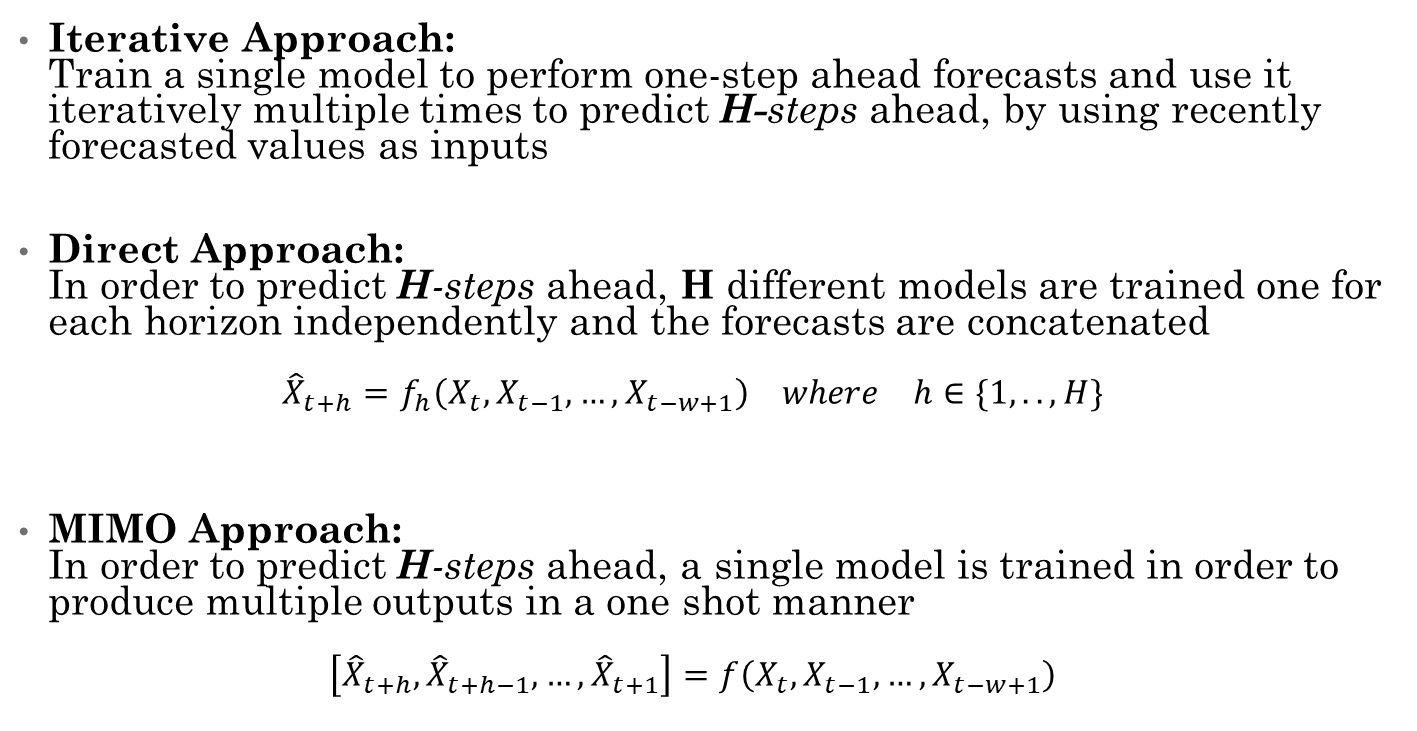 • Iterative Approach:
Train a single model to perform one-step ahead forecasts and use it
iteratively multiple times to predict H-steps ahead, by using recently
forecasted values as inputs
• Direct Approach:
In order to predict H-steps ahead, H different models are trained one for
each horizon independently and the forecasts are concatenated
X̂ₜ₊ₕ = fₕ(Xₜ, Xₜ₋₁, … , Xₜ₋w₊₁) where h ∈ {1, . . , H}
• MIMO Approach:
In order to predict H-steps ahead, a single model is trained in order to
produce multiple outputs in a one shot manner
[X̂ₜ₊ₕ, X̂ₜ₊ₕ₋₁, … , X̂ₜ₊₁] = f(Xₜ, Xₜ₋₁, … , Xₜ₋w₊₁)